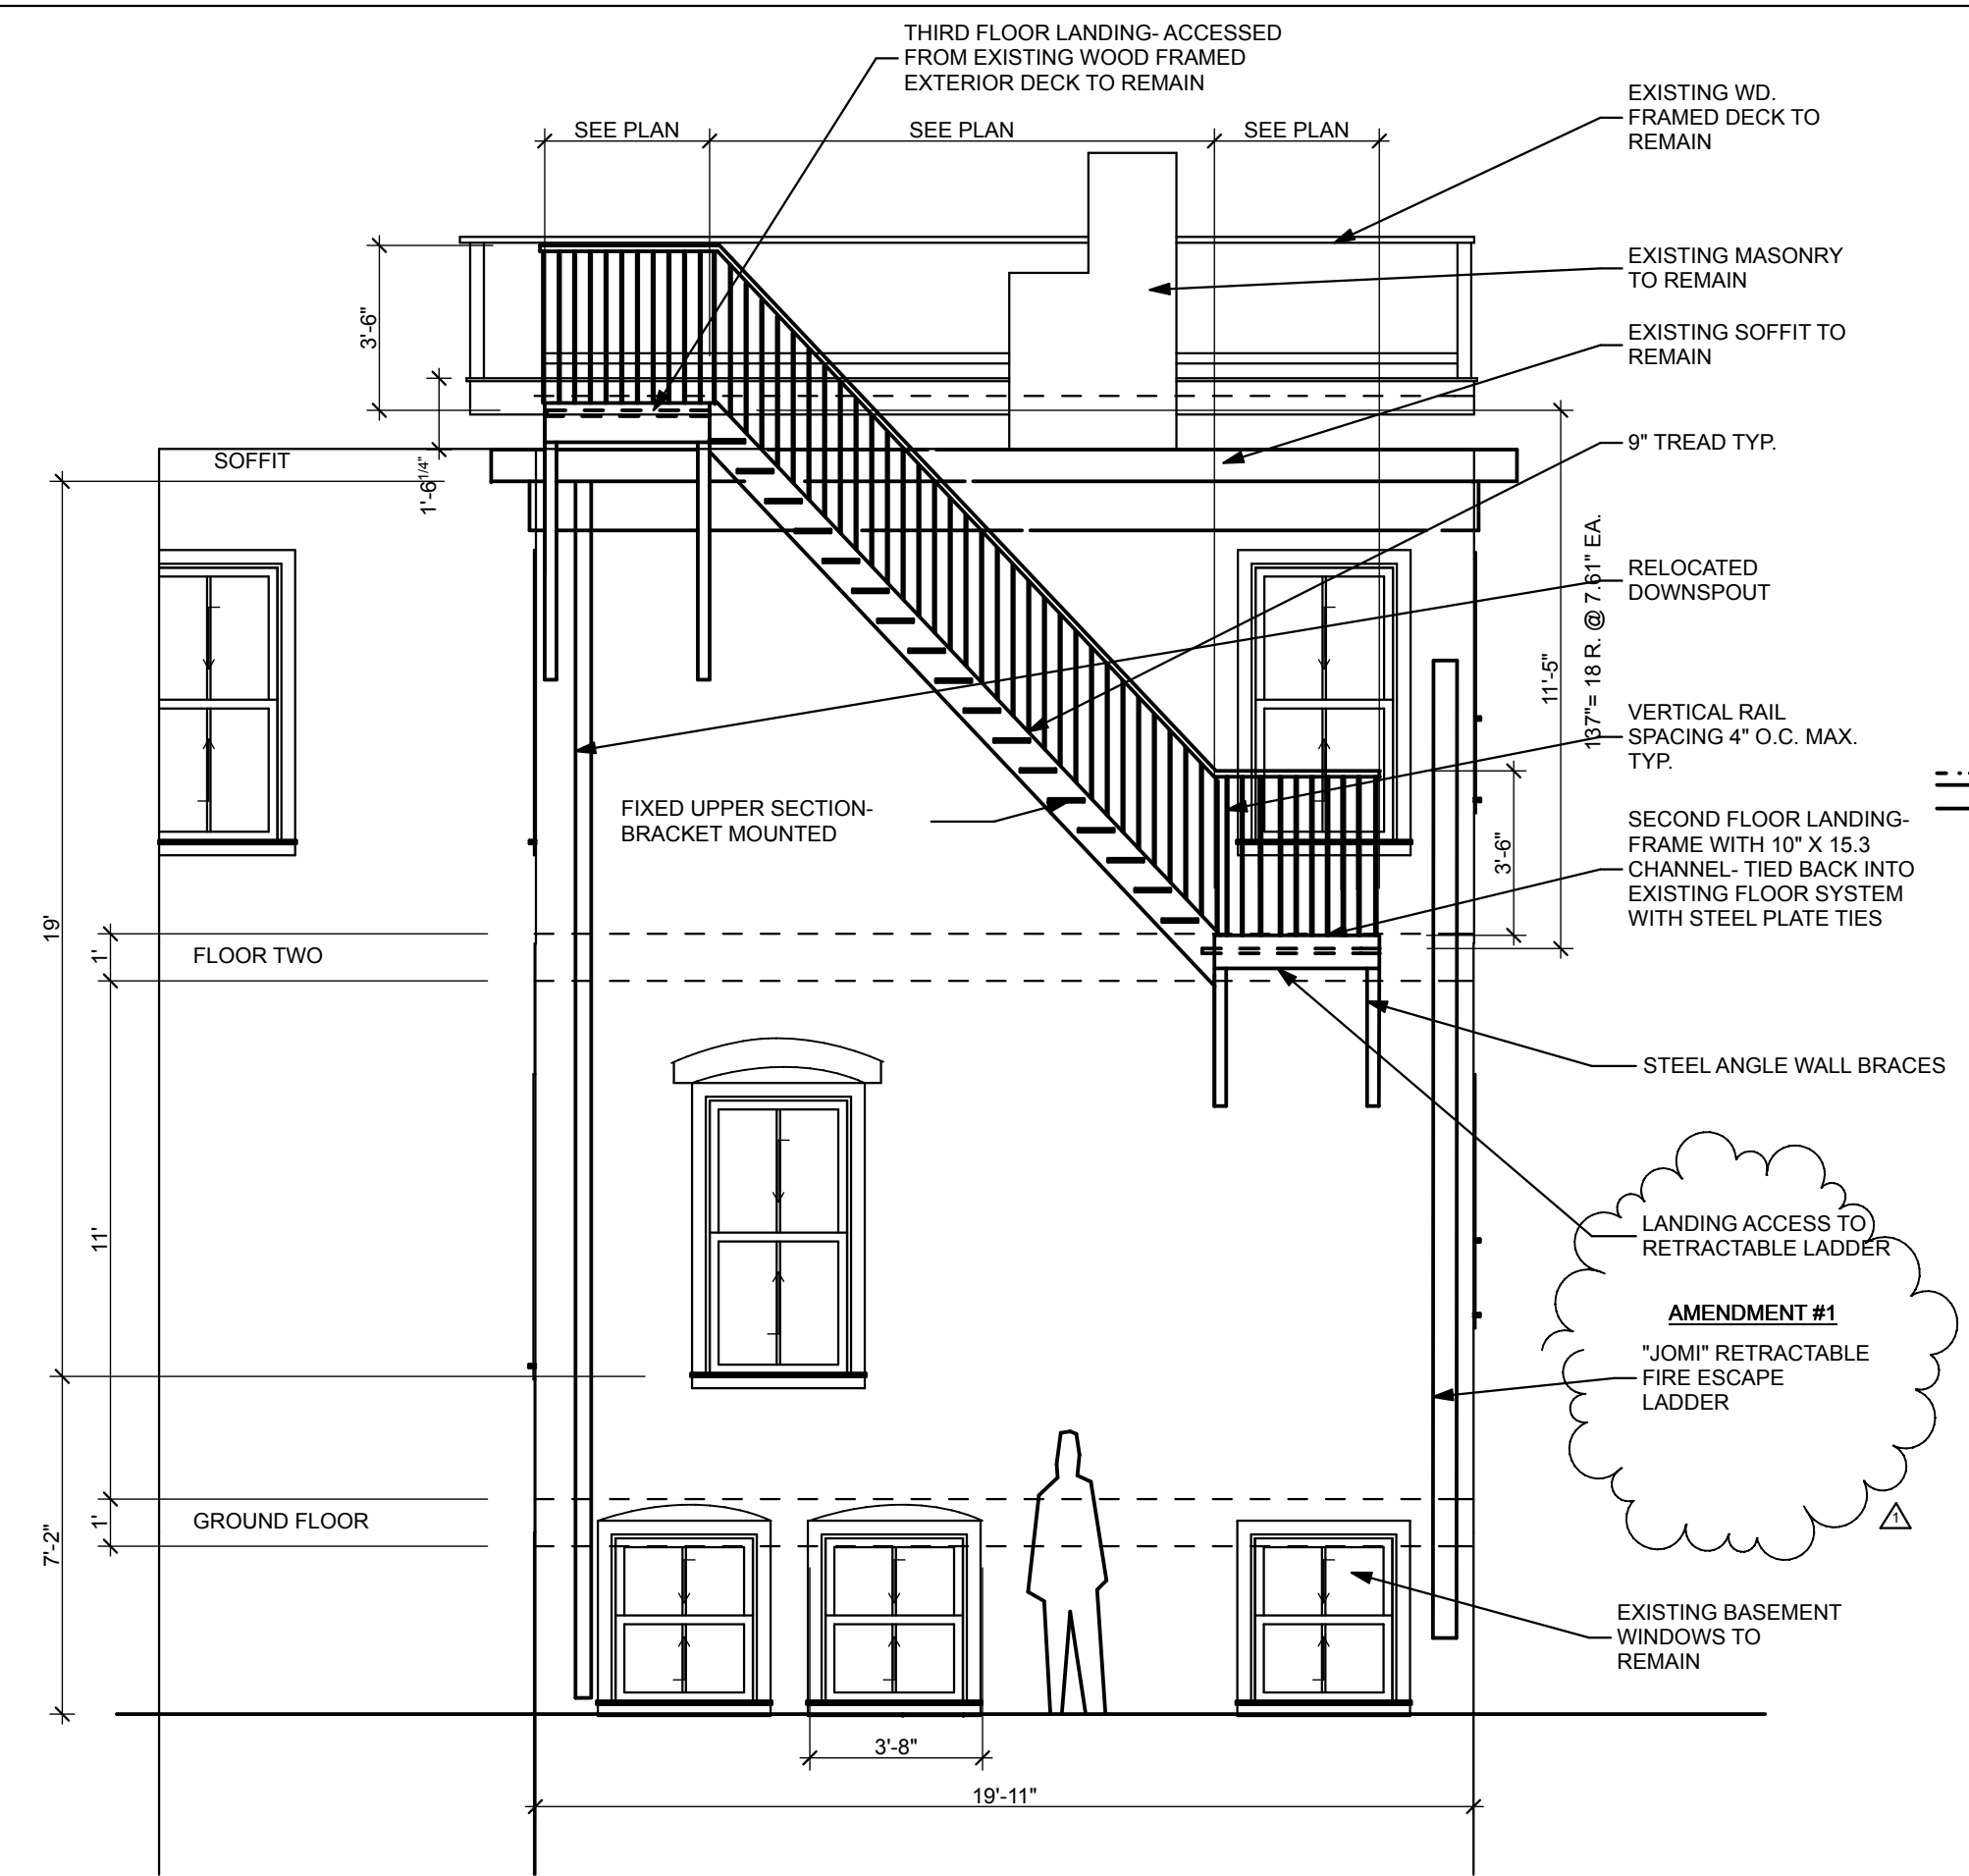 THIRD FLOOR LANDING- ACCESSED
FROM EXISTING WOOD FRAMED
EXTERIOR DECK TO REMAIN
EXISTING WD.
FRAMED DECK TO
REMAIN
SEE PLAN
SEE PLAN
SEE PLAN
EXISTING MASONRY
TO REMAIN
3'-6"
EXISTING SOFFIT TO
REMAIN
9" TREAD TYP.
SOFFIT
1'-6 1/4"
RELOCATED
DOWNSPOUT
11'-5"
137"= 18 R. @ 7.61" EA.
VERTICAL RAIL
SPACING 4" O.C. MAX.
TYP.
FIXED UPPER SECTION-
BRACKET MOUNTED
3'-6"
SECOND FLOOR LANDING-
FRAME WITH 10" X 15.3
CHANNEL- TIED BACK INTO
EXISTING FLOOR SYSTEM
WITH STEEL PLATE TIES
19'
1'
FLOOR TWO
STEEL ANGLE WALL BRACES
11'
LANDING ACCESS TO
RETRACTABLE LADDER
AMENDMENT #1
"JOMI" RETRACTABLE
FIRE ESCAPE
LADDER
1
7'-2"
1'
GROUND FLOOR
EXISTING BASEMENT
WINDOWS TO
REMAIN
3'-8"
19'-11"